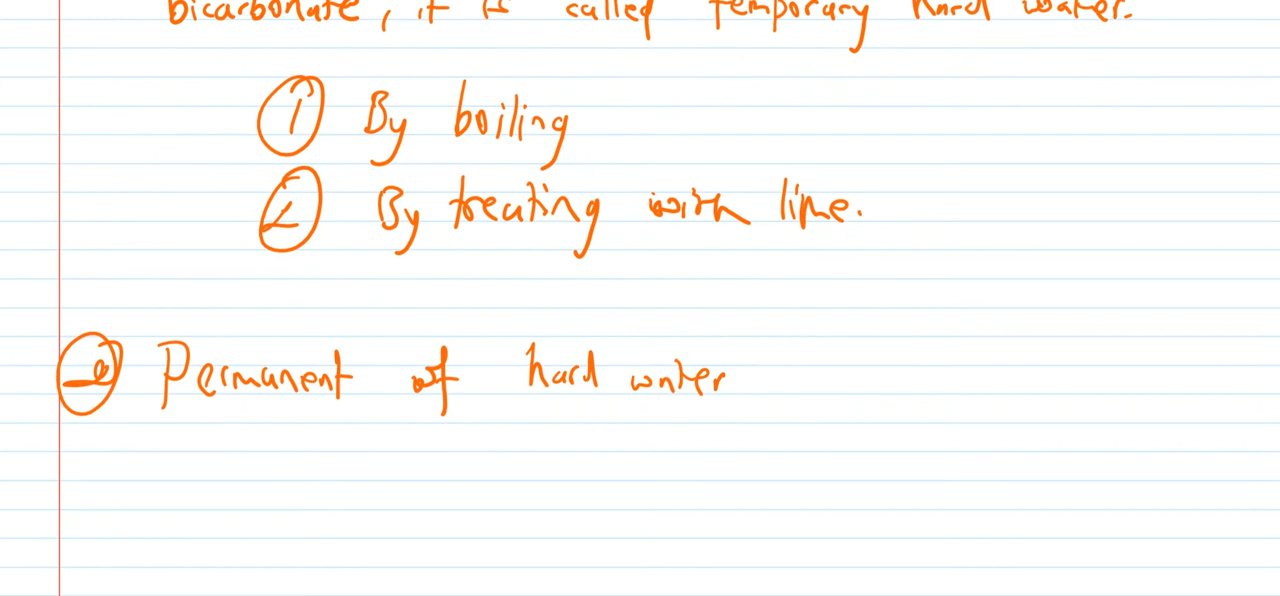 bicarbonate, it is called temporary hard water.
① By boiling
② By treating with lime.
② Permanent of hard water